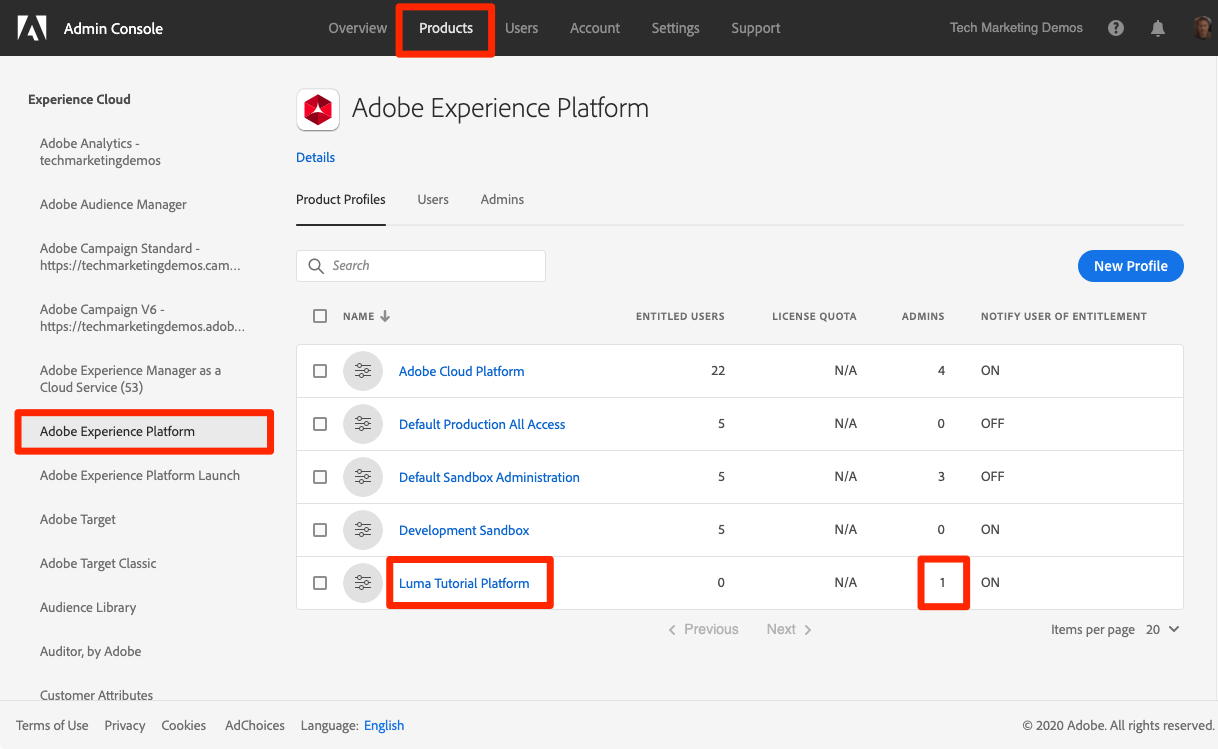 Admin Console
Overview Products Users Account Settings Support
Tech Marketing Demos
Experience Cloud
Adobe Analytics -
techmarketingdemos
Adobe Audience Manager
Adobe Campaign Standard -
https://techmarketingdemos.cam...
Adobe Campaign V6 -
https://techmarketingdemos.adob...
Adobe Experience Manager as a
Cloud Service (53)
Adobe Experience Platform
Adobe Experience Platform Launch
Adobe Target
Adobe Target Classic
Audience Library
Auditor, by Adobe
Customer Attributes
Adobe Experience Platform
Details
Product Profiles Users Admins
Search
New Profile
NAME ENTITLED USERS LICENSE QUOTA ADMINS NOTIFY USER OF ENTITLEMENT
Adobe Cloud Platform 22 N/A 4 ON
Default Production All Access 5 N/A 0 OFF
Default Sandbox Administration 5 N/A 3 OFF
Development Sandbox 5 N/A 0 ON
Luma Tutorial Platform 0 N/A 1 ON
Previous Next
Items per page 20
Terms of Use Privacy Cookies AdChoices Language: English
© 2020 Adobe. All rights reserved.